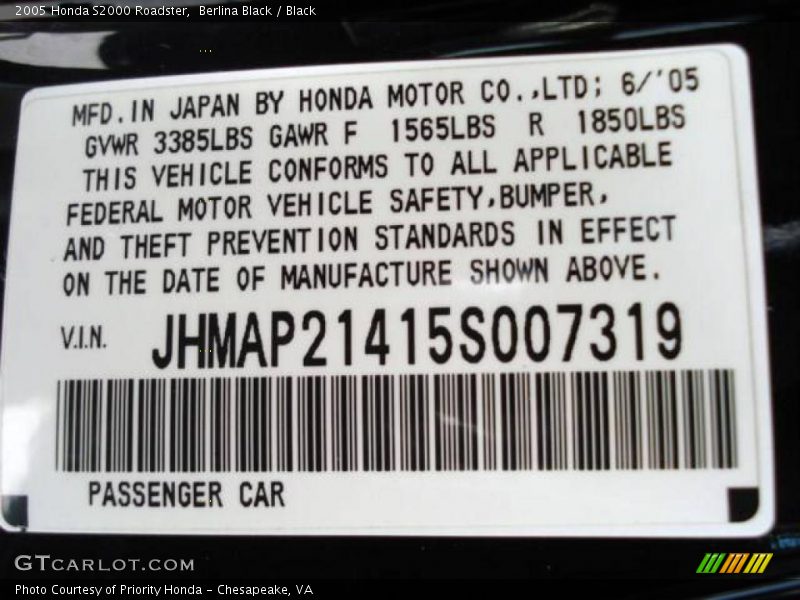 2005 Honda S2000 Roadster,  Berlina Black / Black
MFD.IN JAPAN BY HONDA MOTOR CO.,LTD; 6/'05
GVWR 3385LBS GAWR F 1565LBS R 1850LBS
THIS VEHICLE CONFORMS TO ALL APPLICABLE
FEDERAL MOTOR VEHICLE SAFETY,BUMPER,
AND THEFT PREVENTION STANDARDS IN EFFECT
ON THE DATE OF MANUFACTURE SHOWN ABOVE.
V.I.N. JHMAP21415S007319
PASSENGER CAR
GTCARLOT.COM
Photo Courtesy of Priority Honda - Chesapeake, VA